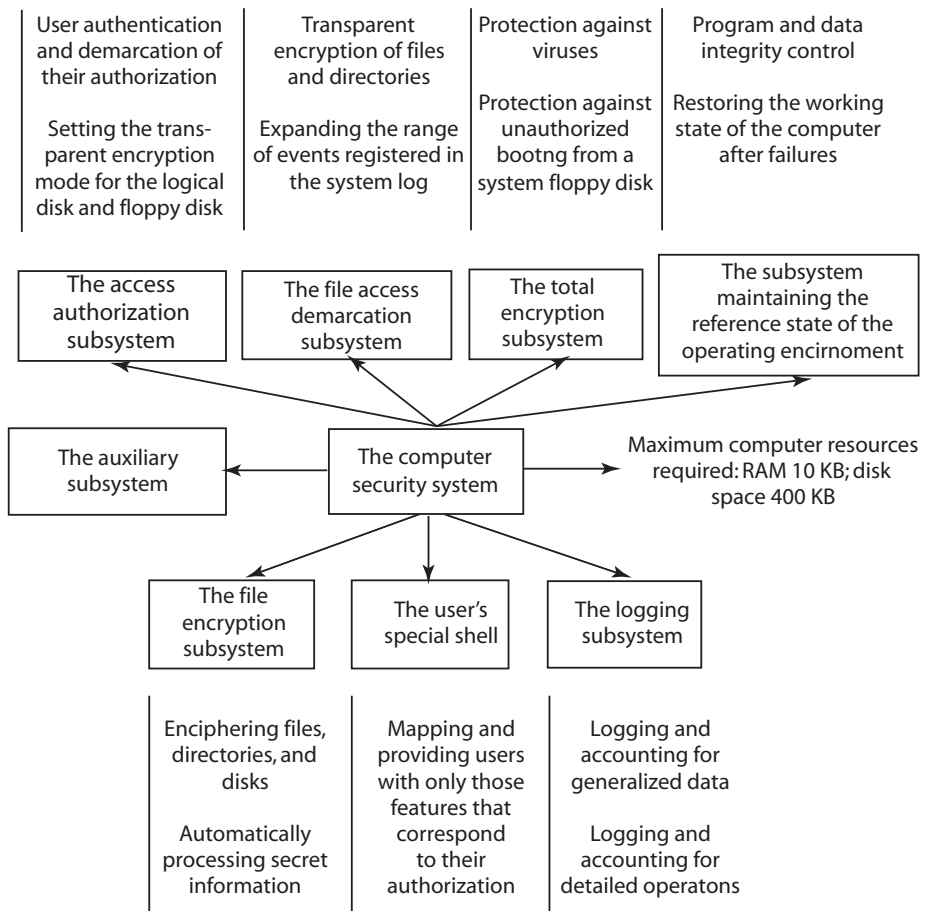 User authentication
and demarcation of
their authorization
Setting the trans-
parent encryption
mode for the logical
disk and floppy disk
Transparent
encryption of files
and directories
Expanding the range
of events registered in
the system log
Protection against
viruses
Protection against
unauthorized
bootng from a
system floppy disk
Program and data
integrity control
Restoring the working
state of the computer
after failures
The access
authorization
subsystem
The file access
demarcation
subsystem
The total
encryption
subsystem
The subsystem
maintaining the
reference state of the
operating encirnoment
The auxiliary
subsystem
The computer
security system
Maximum computer resources
required: RAM 10 KB; disk
space 400 KB
The file
encryption
subsystem
The user's
special shell
The logging
subsystem
Enciphering files,
directories, and
disks
Automatically
processing secret
information
Mapping and
providing users
with only those
features that
correspond
to their
authorization
Logging and
accounting for
generalized data
Logging and
accounting for
detailed operatons